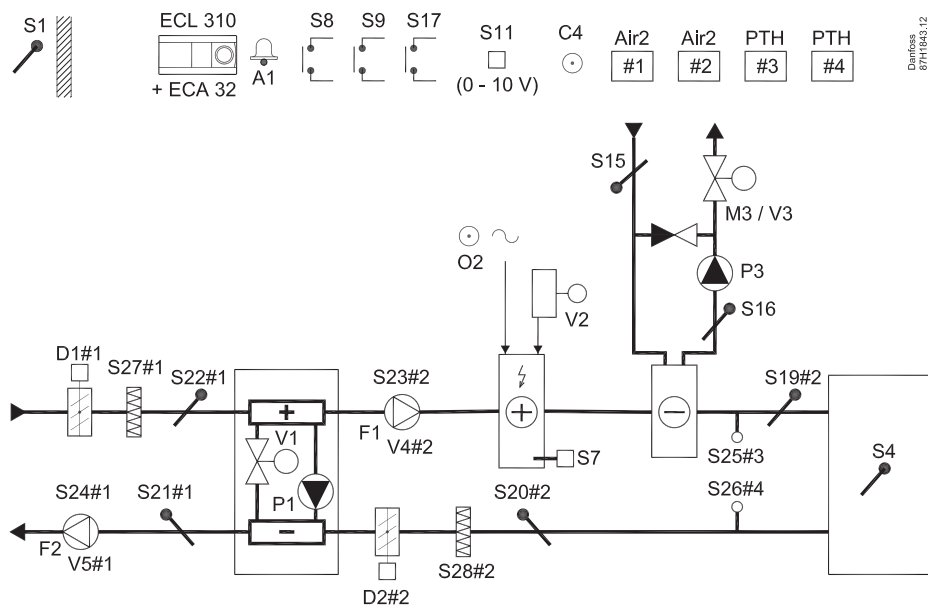 S1
ECL 310
+ ECA 32
A1
S8
S9
S17
S11
(0 - 10 V)
C4
Air2
#1
Air2
#2
PTH
#3
PTH
#4
Danfoss
87H1843.12
S15
M3 / V3
P3
S16
O2
V2
D1#1
S27#1
S22#1
+
V1
P1
S23#2
F1
V4#2
+
S7
S19#2
S25#3
S4
S24#1
S21#1
F2
V5#1
D2#2
S28#2
S20#2
S26#4